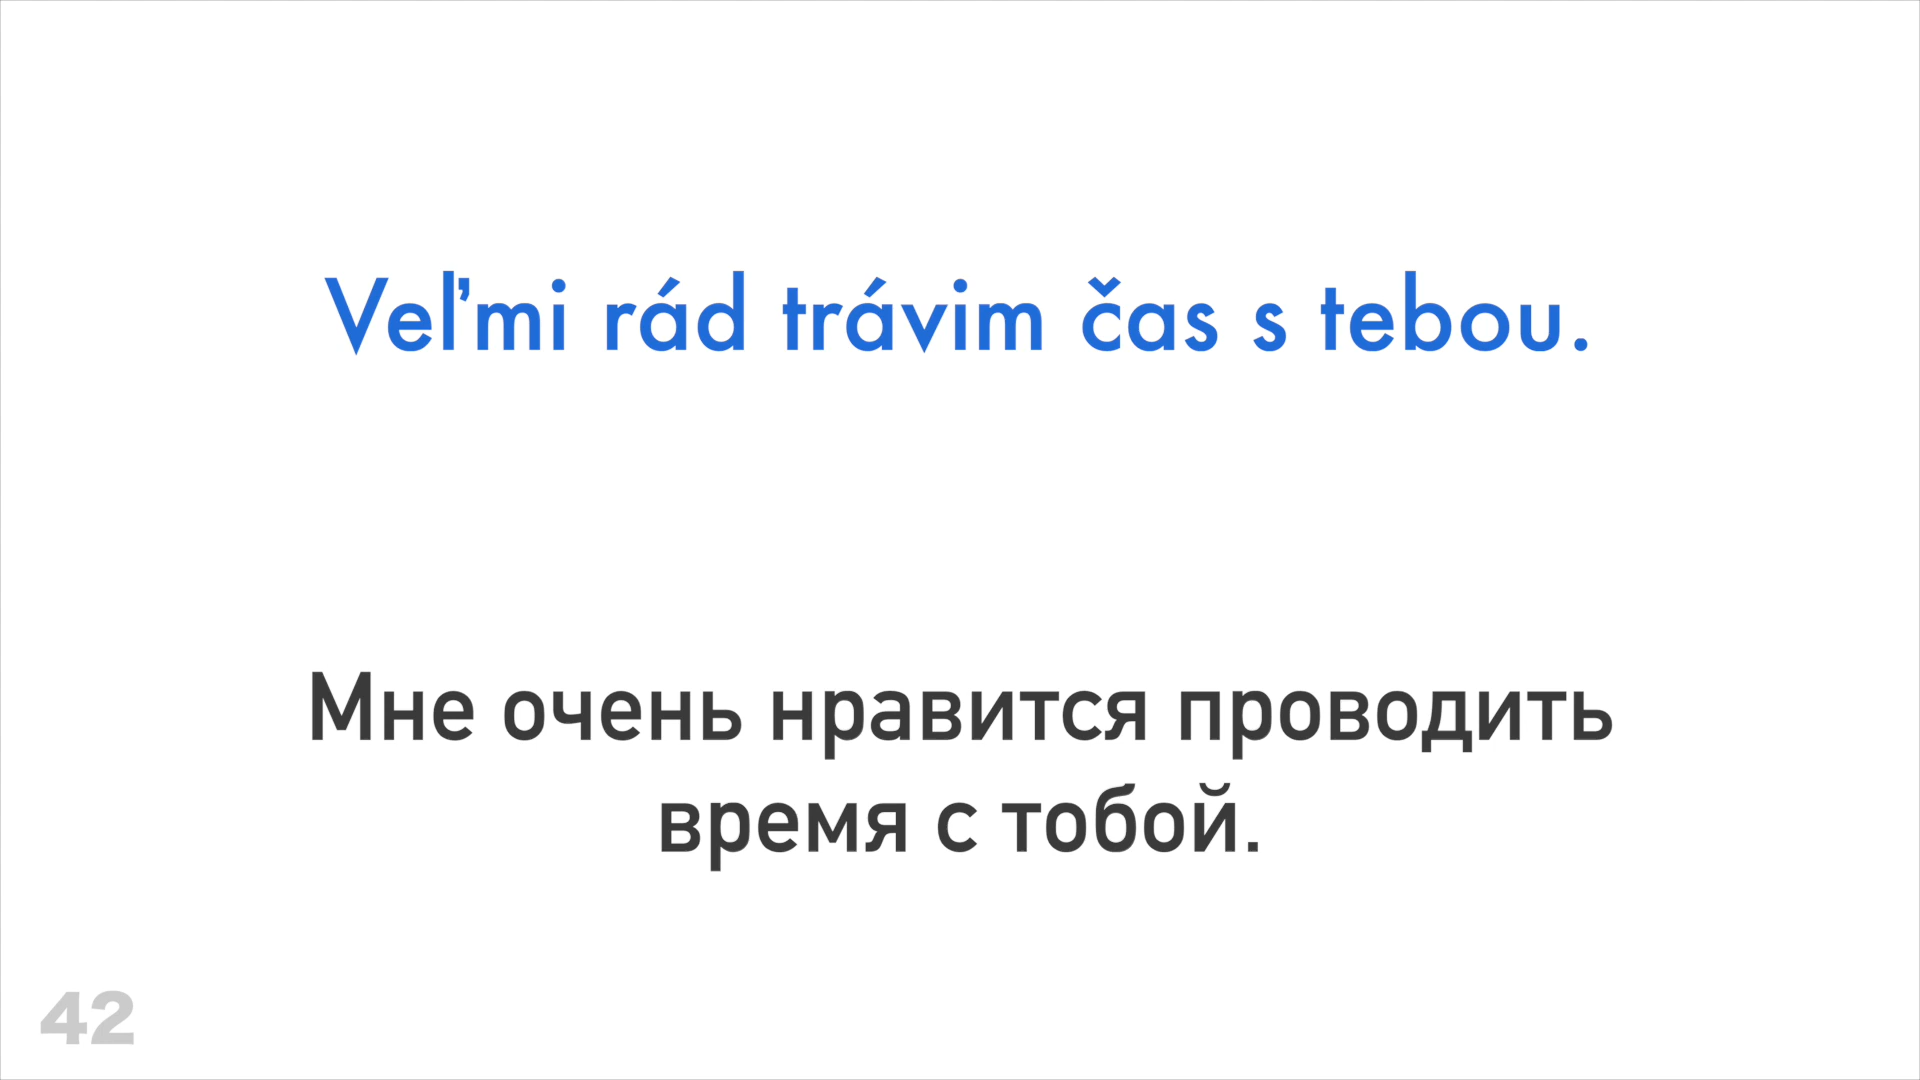 Veľmi rád trávim čas s tebou.
Мне очень нравится проводить
время с тобой.
42